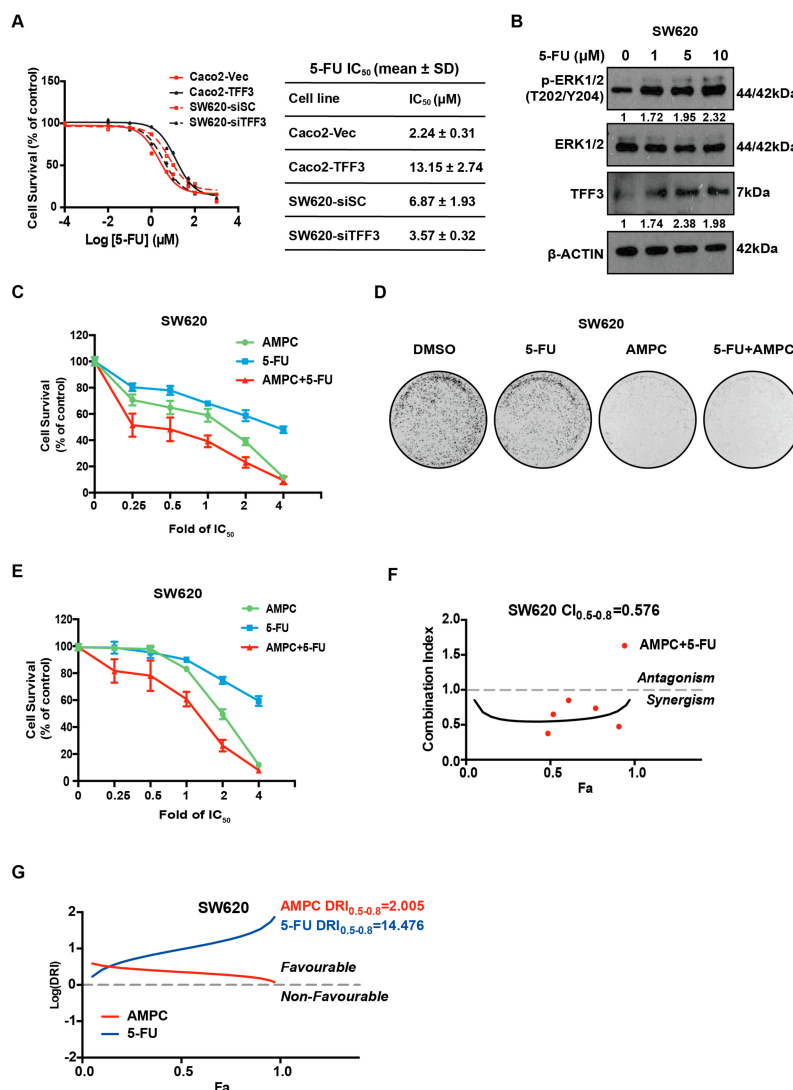 A
Caco2-Vec
Caco2-TFF3
SW620-siSC
SW620-siTFF3
Cell Survival (% of control)
150
100
50
0
-4 -2 0 2 4
Log [5-FU] (μM)
5-FU IC50 (mean ± SD)
Cell line IC50 (μM)
Caco2-Vec 2.24 ± 0.31
Caco2-TFF3 13.15 ± 2.74
SW620-siSC 6.87 ± 1.93
SW620-siTFF3 3.57 ± 0.32
B
SW620
5-FU (μM) 0 1 5 10
p-ERK1/2
(T202/Y204)
44/42kDa
1 1.72 1.95 2.32
ERK1/2 44/42kDa
TFF3 7kDa
1 1.74 2.38 1.98
β-ACTIN 42kDa
C
SW620
AMPC
5-FU
AMPC+5-FU
Cell Survival
(% of control)
120
100
80
60
40
20
0
0 0.25 0.5 1 2 4
Fold of IC50
D
SW620
DMSO 5-FU AMPC 5-FU+AMPC
E
SW620
AMPC
5-FU
AMPC+5-FU
Cell Survival
(% of control)
120
100
80
60
40
20
0
0 0.25 0.5 1 2 4
Fold of IC50
F
SW620 CI0.5-0.8=0.576
AMPC+5-FU
Combination Index
2.0
1.5
1.0
0.5
0.0
Antagonism
Synergism
0.0 0.5 1.0
Fa
G
SW620
AMPC DRI0.5-0.8=2.005
5-FU DRI0.5-0.8=14.476
Log(DRI)
2
1
0
-1
-2
Favourable
Non-Favourable
AMPC
5-FU
0.0 0.5 1.0
Fa